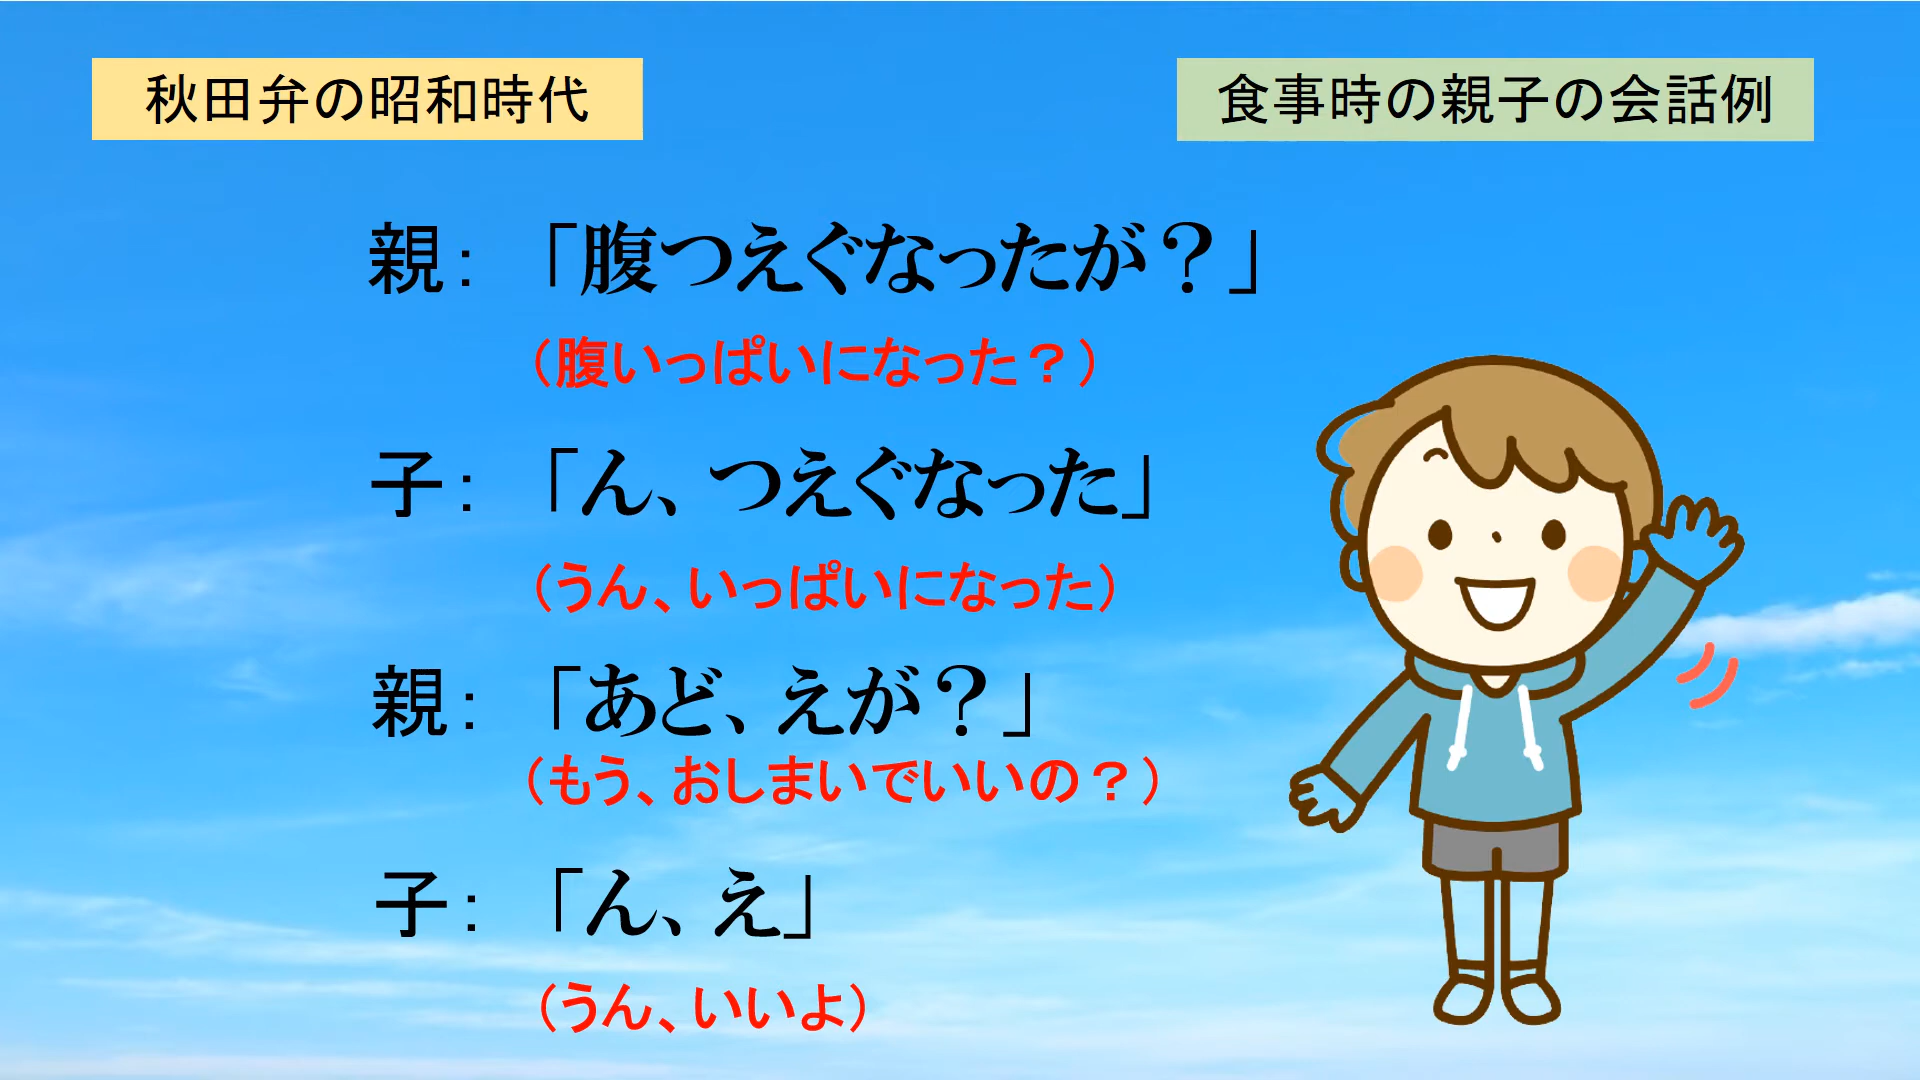 秋田弁の昭和時代
食事時の親子の会話例
親：「腹つえぐなったが？」
（腹いっぱいになった？）
子：「ん、つえぐなった」
（うん、いっぱいになった）
親：「あど、えが？」
（もう、おしまいでいいの？）
子：「ん、え」
（うん、いいよ）